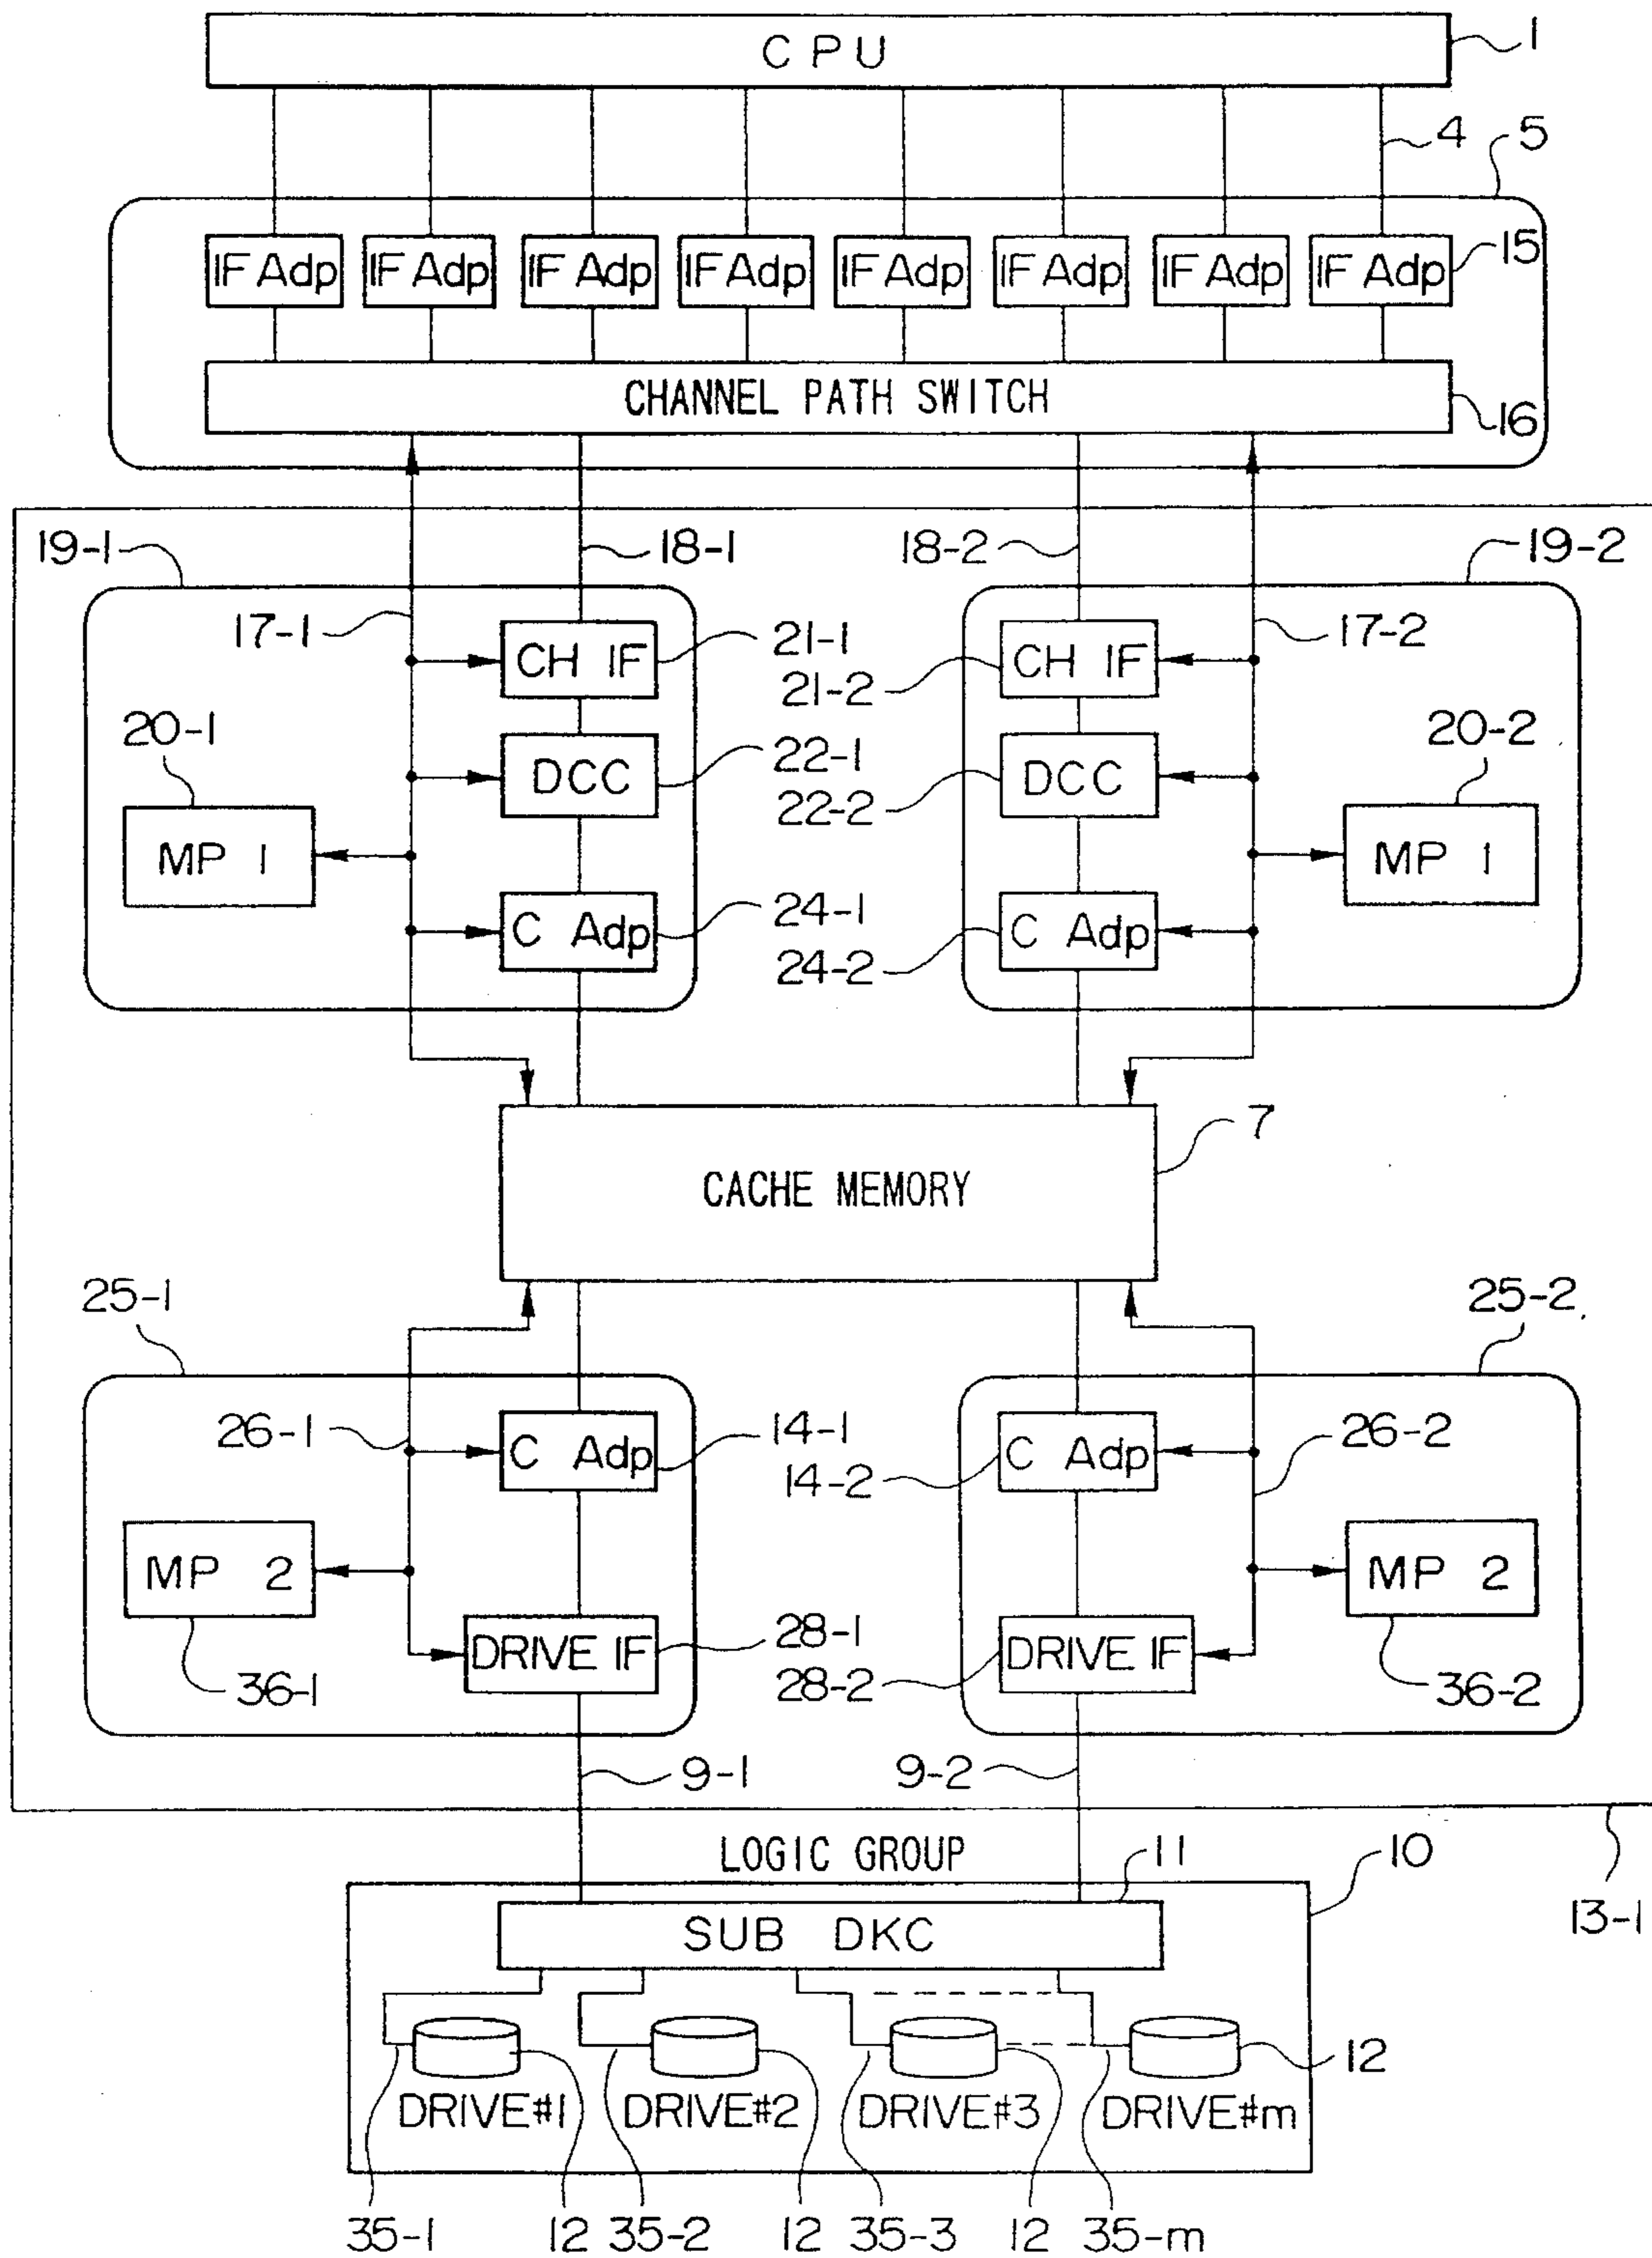 CPU
1
4
5
IF Adp IF Adp IF Adp IF Adp IF Adp IF Adp IF Adp IF Adp
15
CHANNEL PATH SWITCH
16
19-1
18-1
18-2
19-2
17-1
17-2
CH IF
21-1
21-2
CH IF
20-1
20-2
DCC
22-1
22-2
DCC
MP 1
MP 1
C Adp
24-1
24-2
C Adp
7
CACHE MEMORY
25-1
25-2
26-1
26-2
C Adp
14-1
14-2
C Adp
MP 2
MP 2
DRIVE IF
28-1
28-2
DRIVE IF
36-1
36-2
9-1
9-2
LOGIC GROUP
11
10
13-1
SUB DKC
12
DRIVE#1 DRIVE#2 DRIVE#3 DRIVE#m
35-1 12 35-2 12 35-3 12 35-m